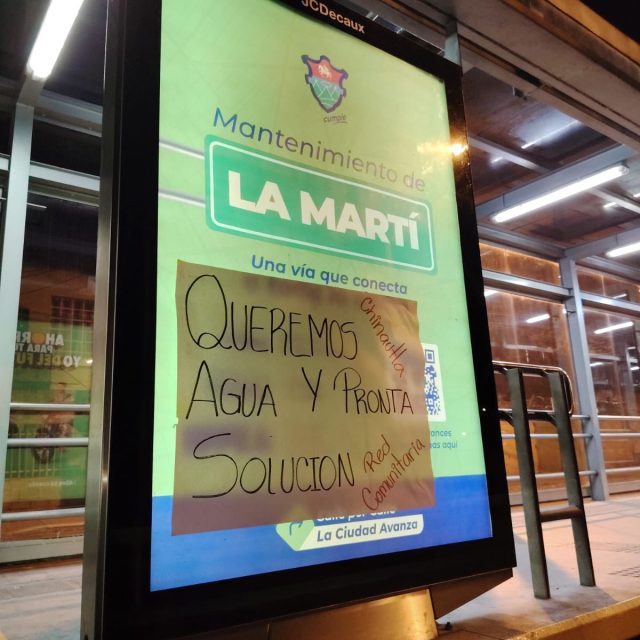 JCDecaux
cumple
Mantenimiento de
LA MARTÍ
Una vía que conecta
QUEREMOS
AGUA Y PRONTA
SOLUCION
Chinautla
Red
Comunitaria
La Ciudad Avanza